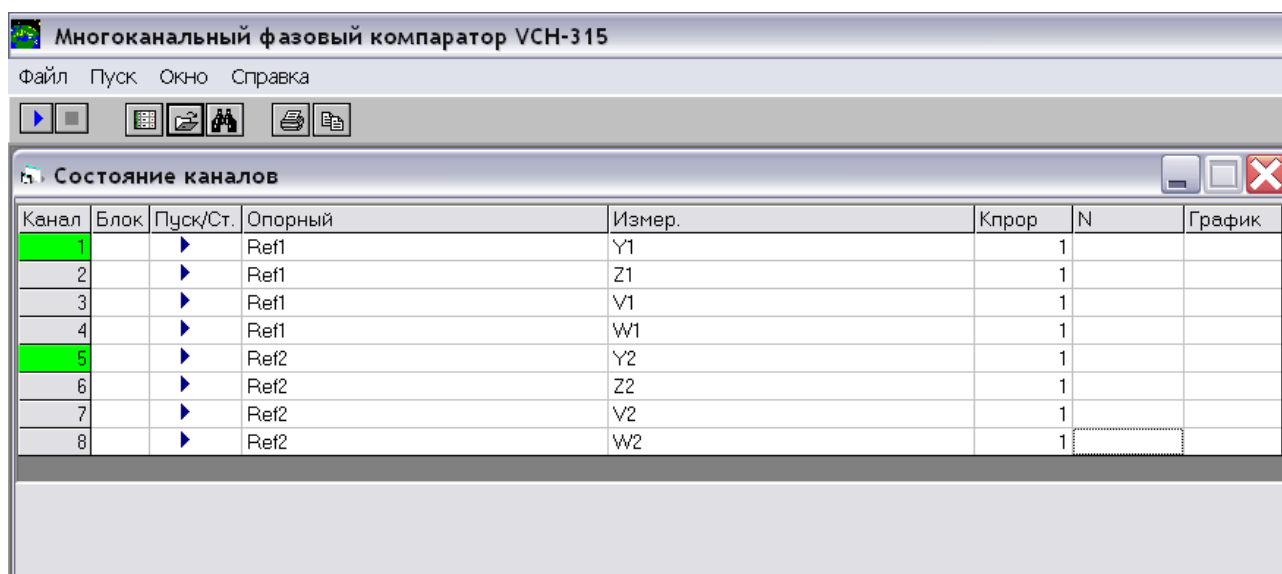 Многоканальный фазовый компаратор VCH-315
Файл Пуск Окно Справка
Состояние каналов
Канал Блок Пуск/Ст. Опорный Измер. Кпрор N График
1 Ref1 Y1 1
2 Ref1 Z1 1
3 Ref1 V1 1
4 Ref1 W1 1
5 Ref2 Y2 1
6 Ref2 Z2 1
7 Ref2 V2 1
8 Ref2 W2 1